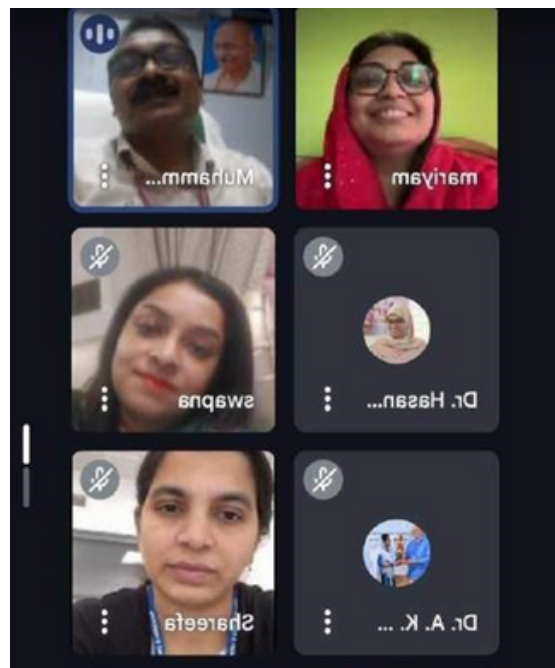 Muhamm...
mariyam
swapna
Dr. Hasan...
Shareefa
Dr. A. K. ...